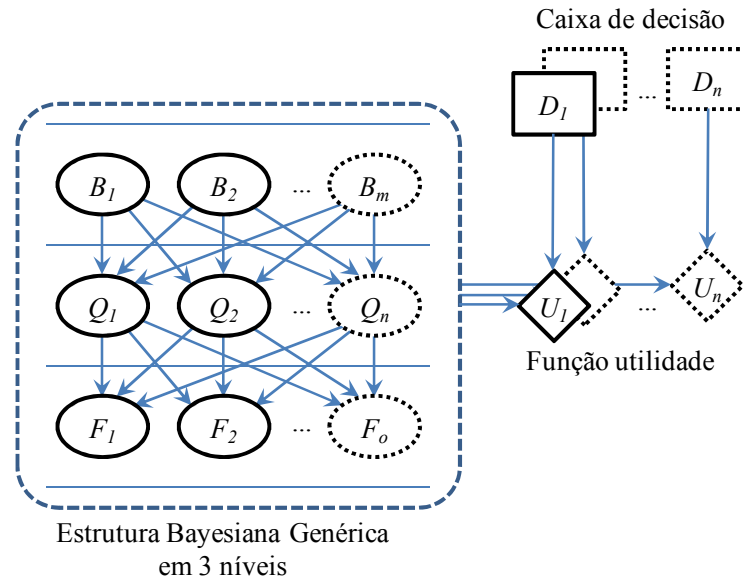 Caixa de decisão
D1 ... Dn
B1 B2 ... Bm
Q1 Q2 ... Qn
U1 ... Un
Função utilidade
F1 F2 ... Fo
Estrutura Bayesiana Genérica
em 3 níveis